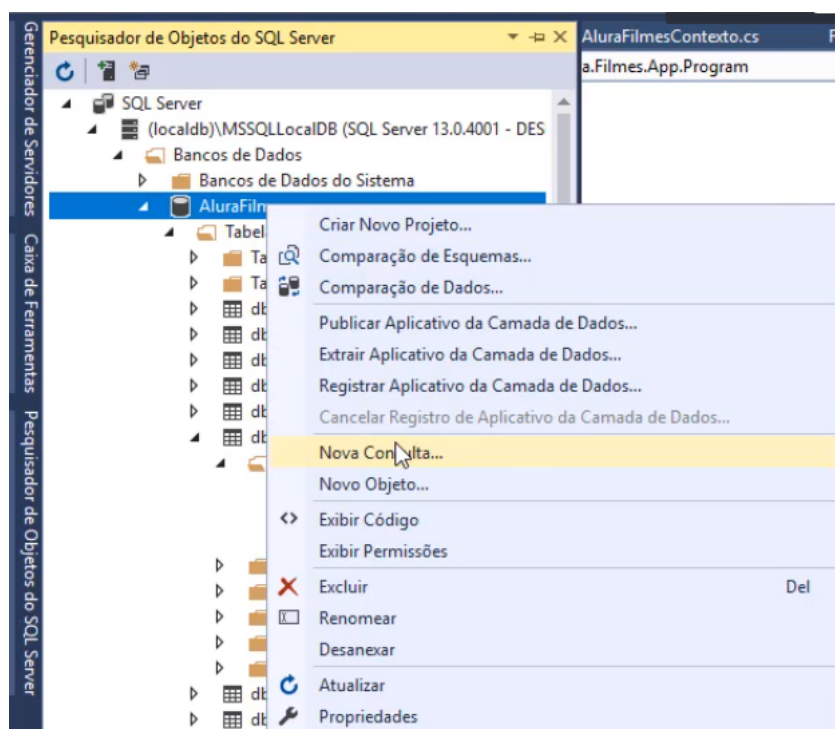 Pesquisador de Objetos do SQL Server
AluraFilmesContexto.cs
a.Filmes.App.Program
Gerenciador de Servidores
Caixa de Ferramentas
Pesquisador de Objetos do SQL Server
SQL Server
(localdb)\MSSQLLocalDB (SQL Server 13.0.4001 - DES
Bancos de Dados
Bancos de Dados do Sistema
AluraFilm
Tabel
Ta
Ta
db
db
db
db
db
db
db
db
Criar Novo Projeto...
Comparação de Esquemas...
Comparação de Dados...
Publicar Aplicativo da Camada de Dados...
Extrair Aplicativo da Camada de Dados...
Registrar Aplicativo da Camada de Dados...
Cancelar Registro de Aplicativo da Camada de Dados...
Nova Consulta...
Novo Objeto...
Exibir Código
Exibir Permissões
Excluir Del
Renomear
Desanexar
Atualizar
Propriedades